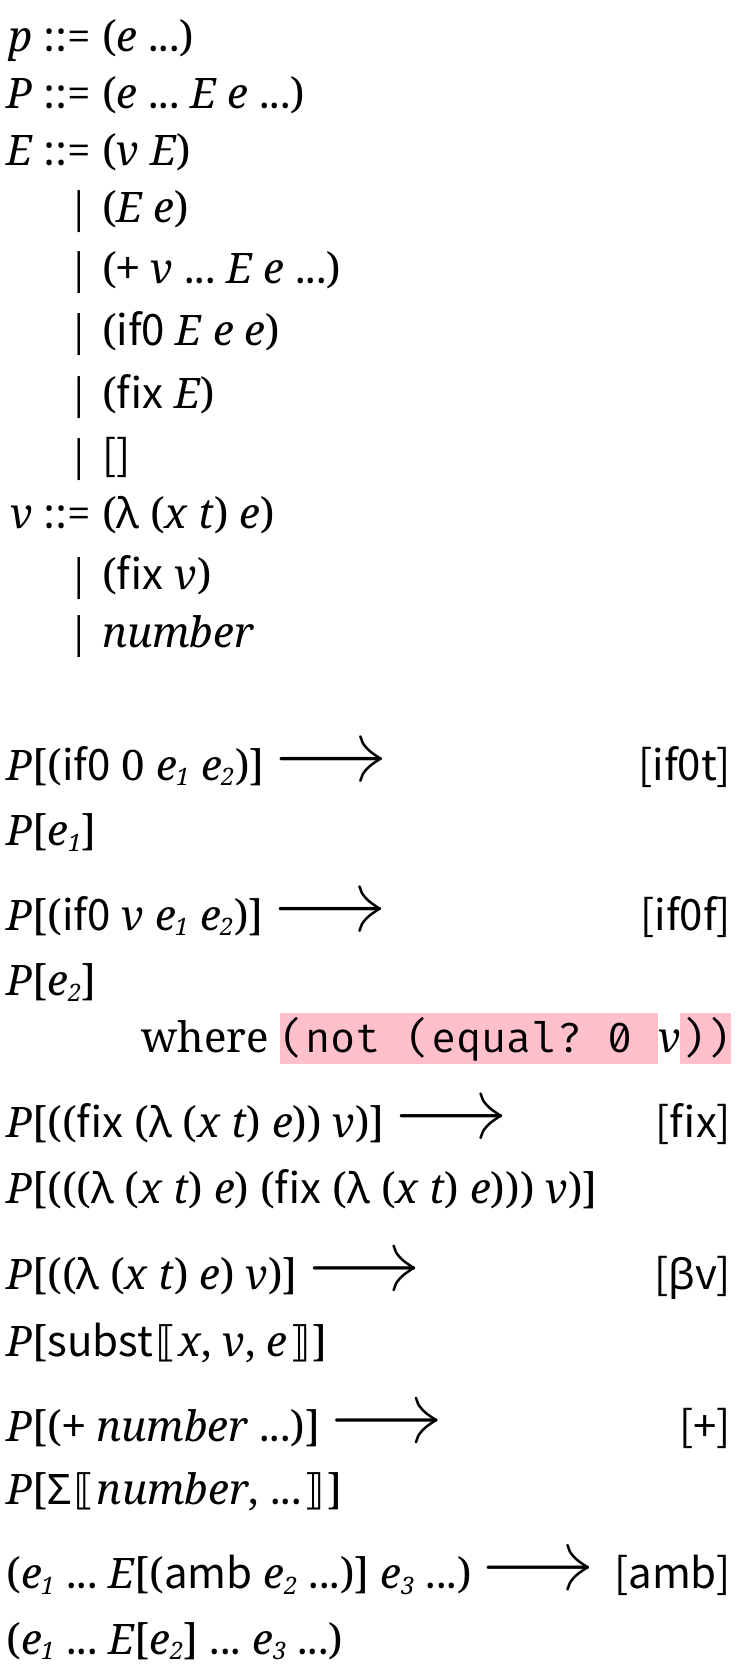 p ::= (e ...)
P ::= (e ... E e ...)
E ::= (v E)
| (E e)
| (+ v ... E e ...)
| (if0 E e e)
| (fix E)
| []
v ::= (λ (x t) e)
| (fix v)
| number
P[(if0 0 e₁ e₂)] ⟶ [if0t]
P[e₁]
P[(if0 v e₁ e₂)] ⟶ [if0f]
P[e₂]
where (not (equal? 0 v))
P[((fix (λ (x t) e)) v)] ⟶ [fix]
P[(((λ (x t) e) (fix (λ (x t) e))) v)]
P[((λ (x t) e) v)] ⟶ [βv]
P[subst⟦x, v, e⟧]
P[(+ number ...)] ⟶ [+]
P[Σ⟦number, ...⟧]
(e₁ ... E[(amb e₂ ...)] e₃ ...) ⟶ [amb]
(e₁ ... E[e₂] ... e₃ ...)